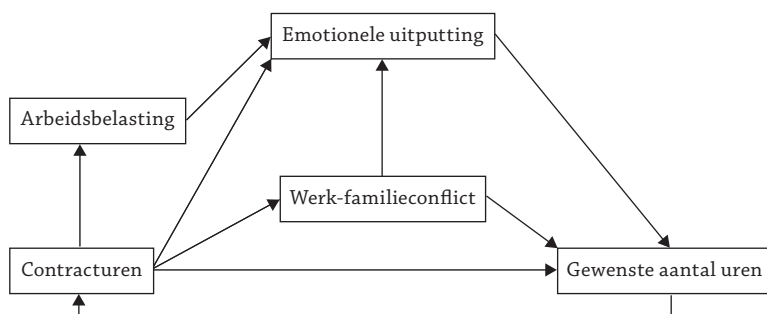 Emotionele uitputting
Arbeidsbelasting
Werk-familieconflict
Contracturen
Gewenste aantal uren